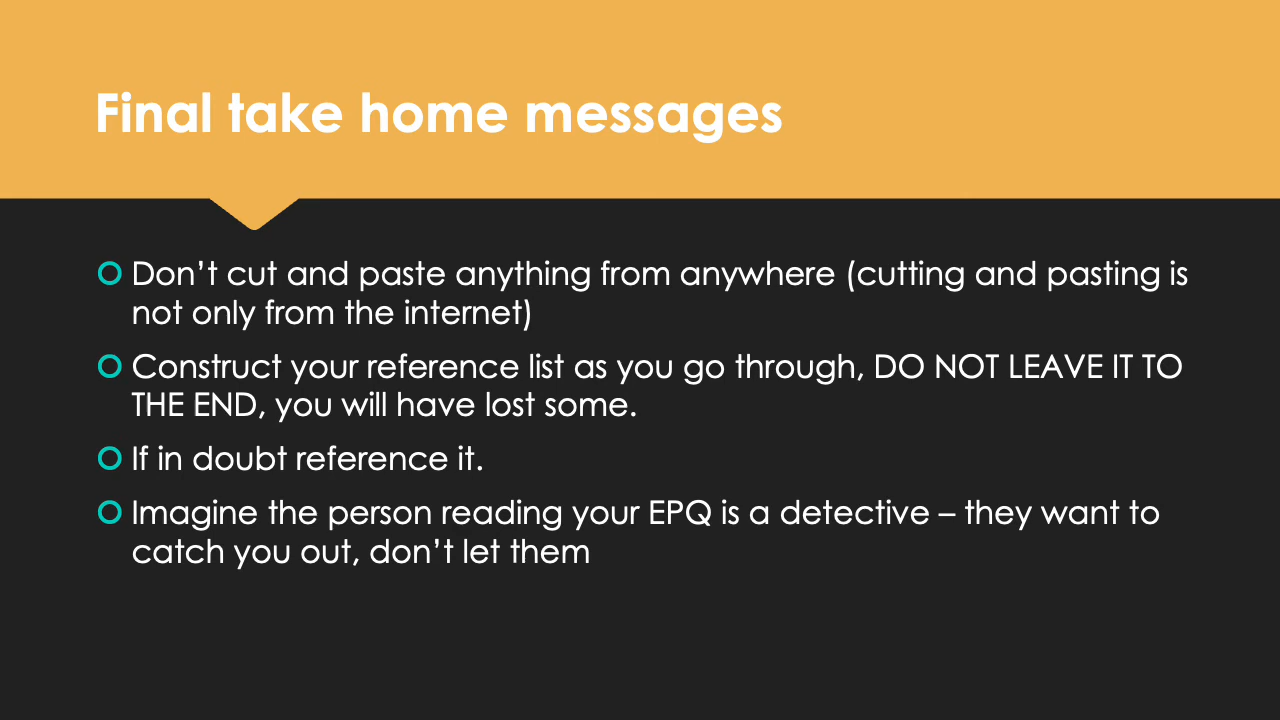 Final take home messages
Don’t cut and paste anything from anywhere (cutting and pasting is
not only from the internet)
Construct your reference list as you go through, DO NOT LEAVE IT TO
THE END, you will have lost some.
If in doubt reference it.
Imagine the person reading your EPQ is a detective – they want to
catch you out, don’t let them